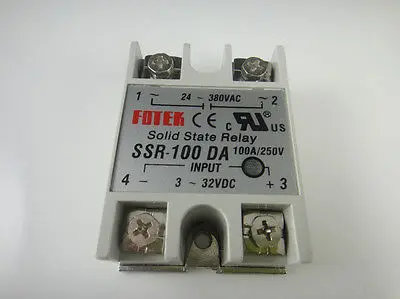 1 ~ 24 ~ 380VAC ~ 2
FOTEK CE C RU US
Solid State Relay
SSR-100 DA 100A/250V
INPUT
4 - 3 ~ 32VDC + 3